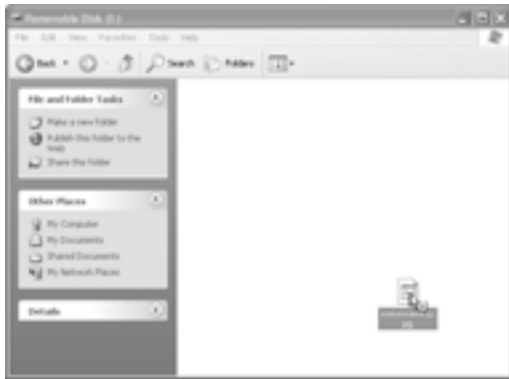 Removable Disk (I:)
File Edit View Favorites Tools Help
Back Search Folders
File and Folder Tasks
Make a new folder
Publish this folder to the
Web
Share this folder
Other Places
My Computer
My Documents
Shared Documents
My Network Places
Details